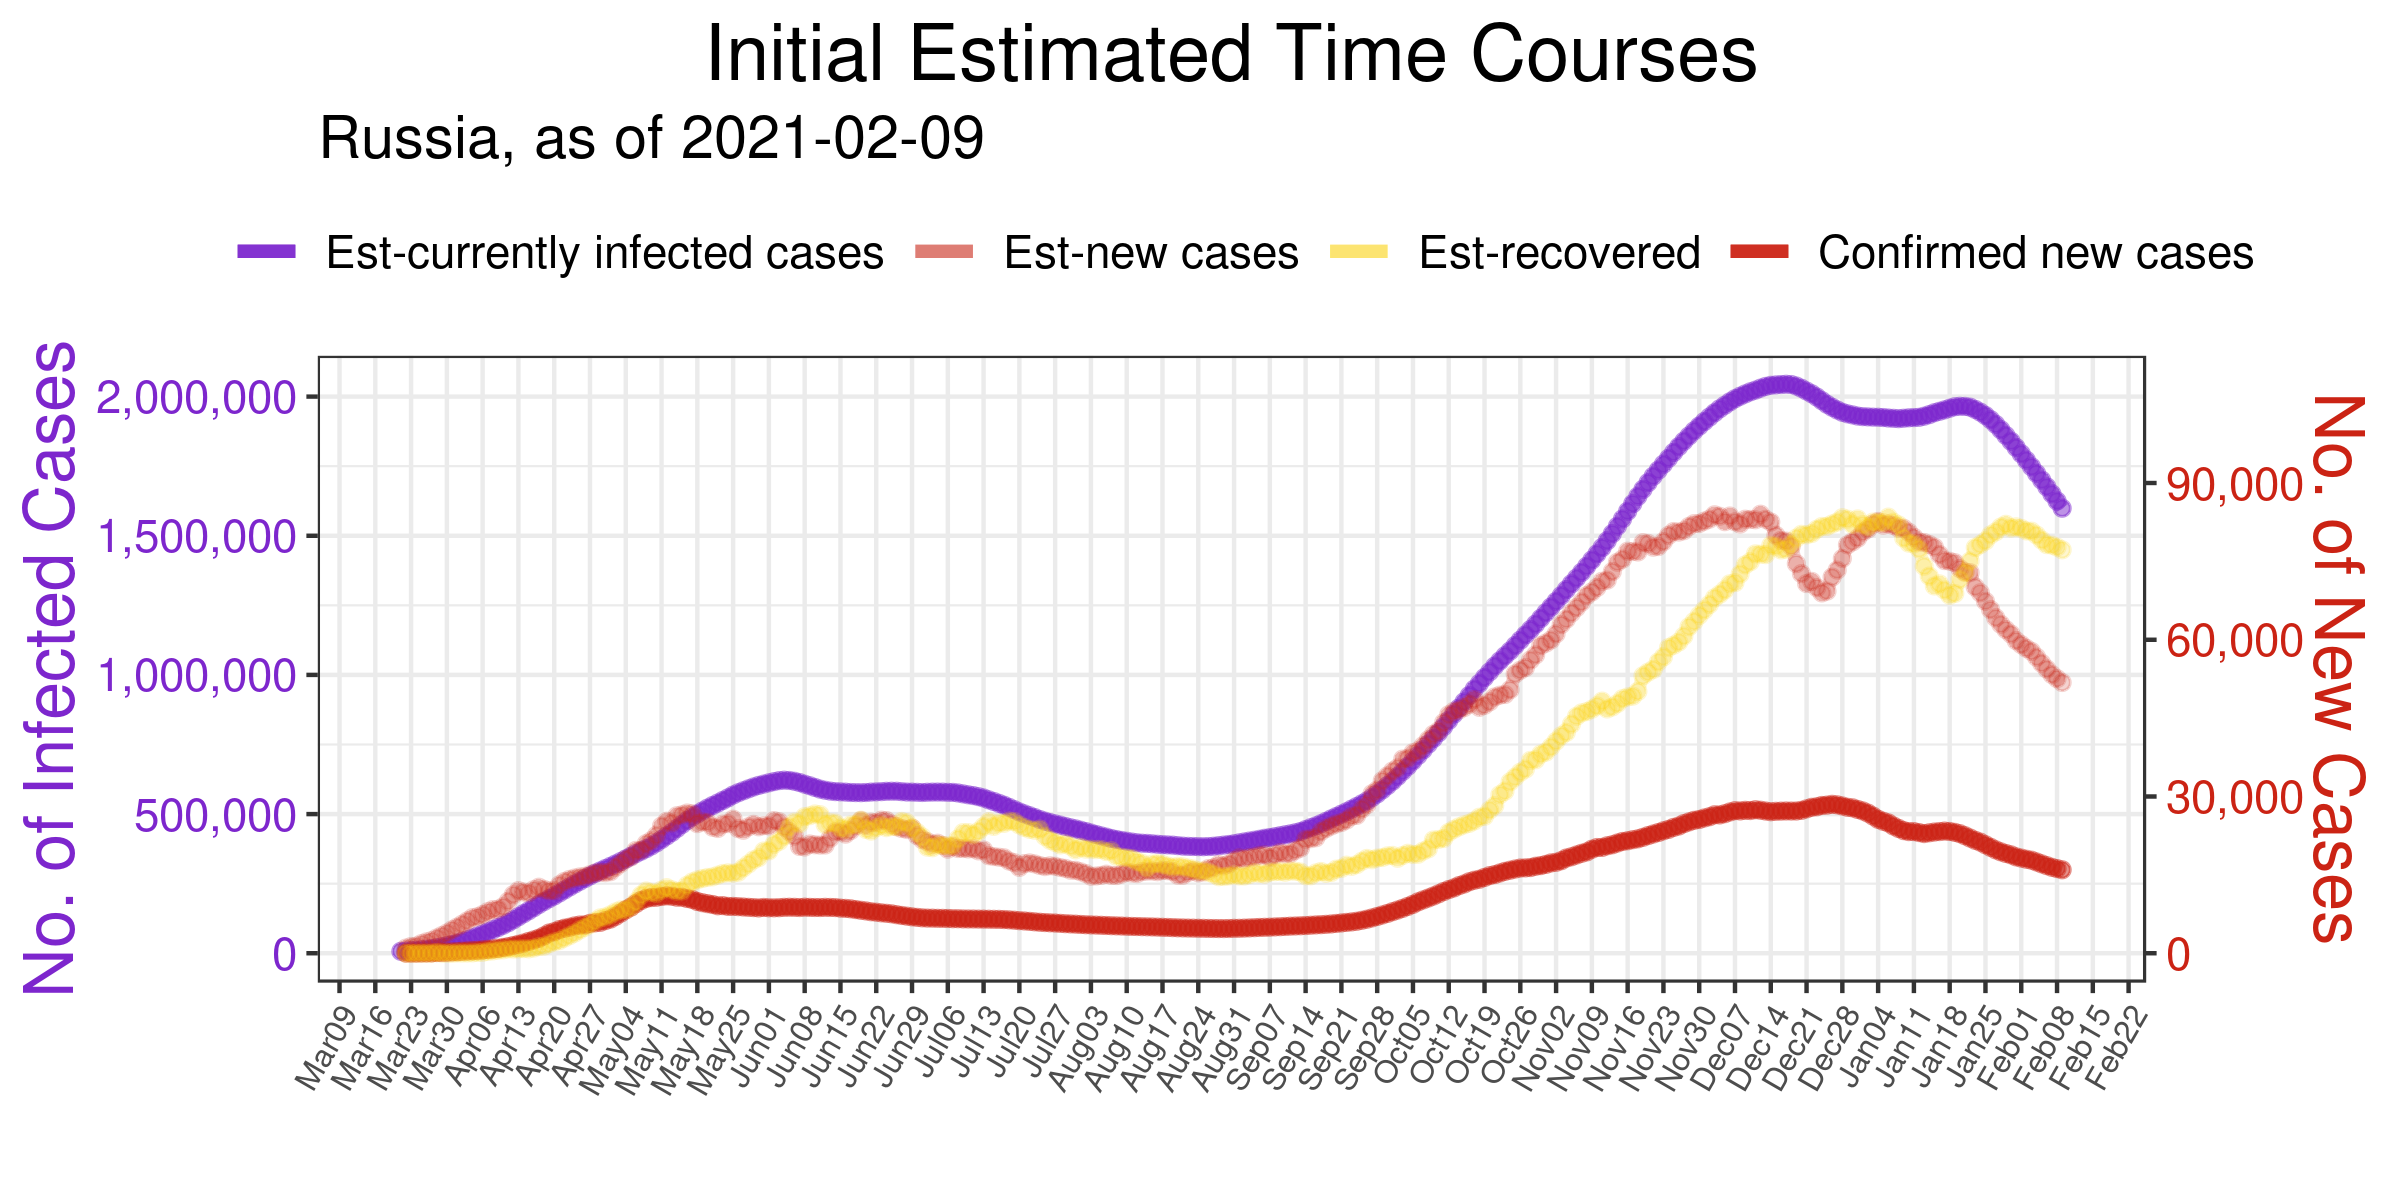 Initial Estimated Time Courses
Russia, as of 2021-02-09
Est-currently infected cases Est-new cases Est-recovered Confirmed new cases
No. of Infected Cases
2,000,000
1,500,000
1,000,000
500,000
0
90,000
60,000
30,000
0
No. of New Cases
Mar09 Mar16 Mar23 Mar30 Apr06 Apr13 Apr20 Apr27 May04 May11 May18 May25 Jun01 Jun08 Jun15 Jun22 Jun29 Jul06 Jul13 Jul20 Jul27 Aug03 Aug10 Aug17 Aug24 Aug31 Sep07 Sep14 Sep21 Sep28 Oct05 Oct12 Oct19 Oct26 Nov02 Nov09 Nov16 Nov23 Nov30 Dec07 Dec14 Dec21 Dec28 Jan04 Jan11 Jan18 Jan25 Feb01 Feb08 Feb15 Feb22